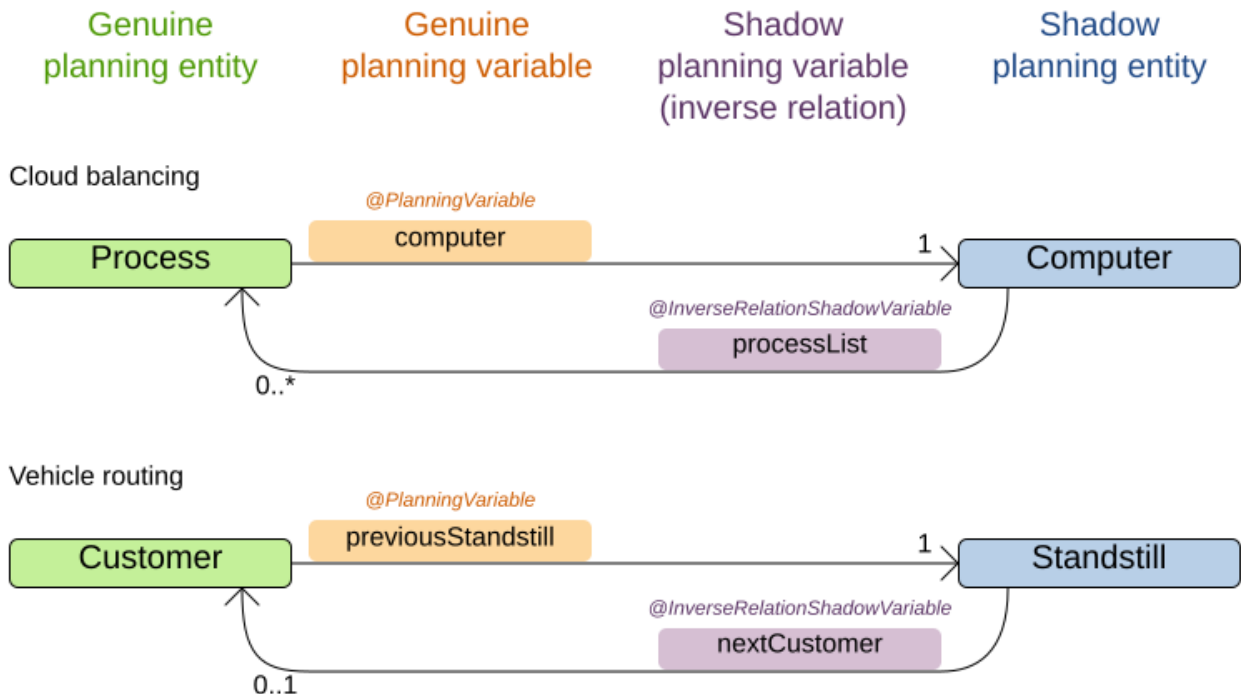 Genuine
planning entity
Genuine
planning variable
Shadow
planning variable
(inverse relation)
Shadow
planning entity
Cloud balancing
@PlanningVariable
computer
Process
1
Computer
@InverseRelationShadowVariable
processList
0..*
Vehicle routing
@PlanningVariable
previousStandstill
Customer
1
Standstill
@InverseRelationShadowVariable
nextCustomer
0..1